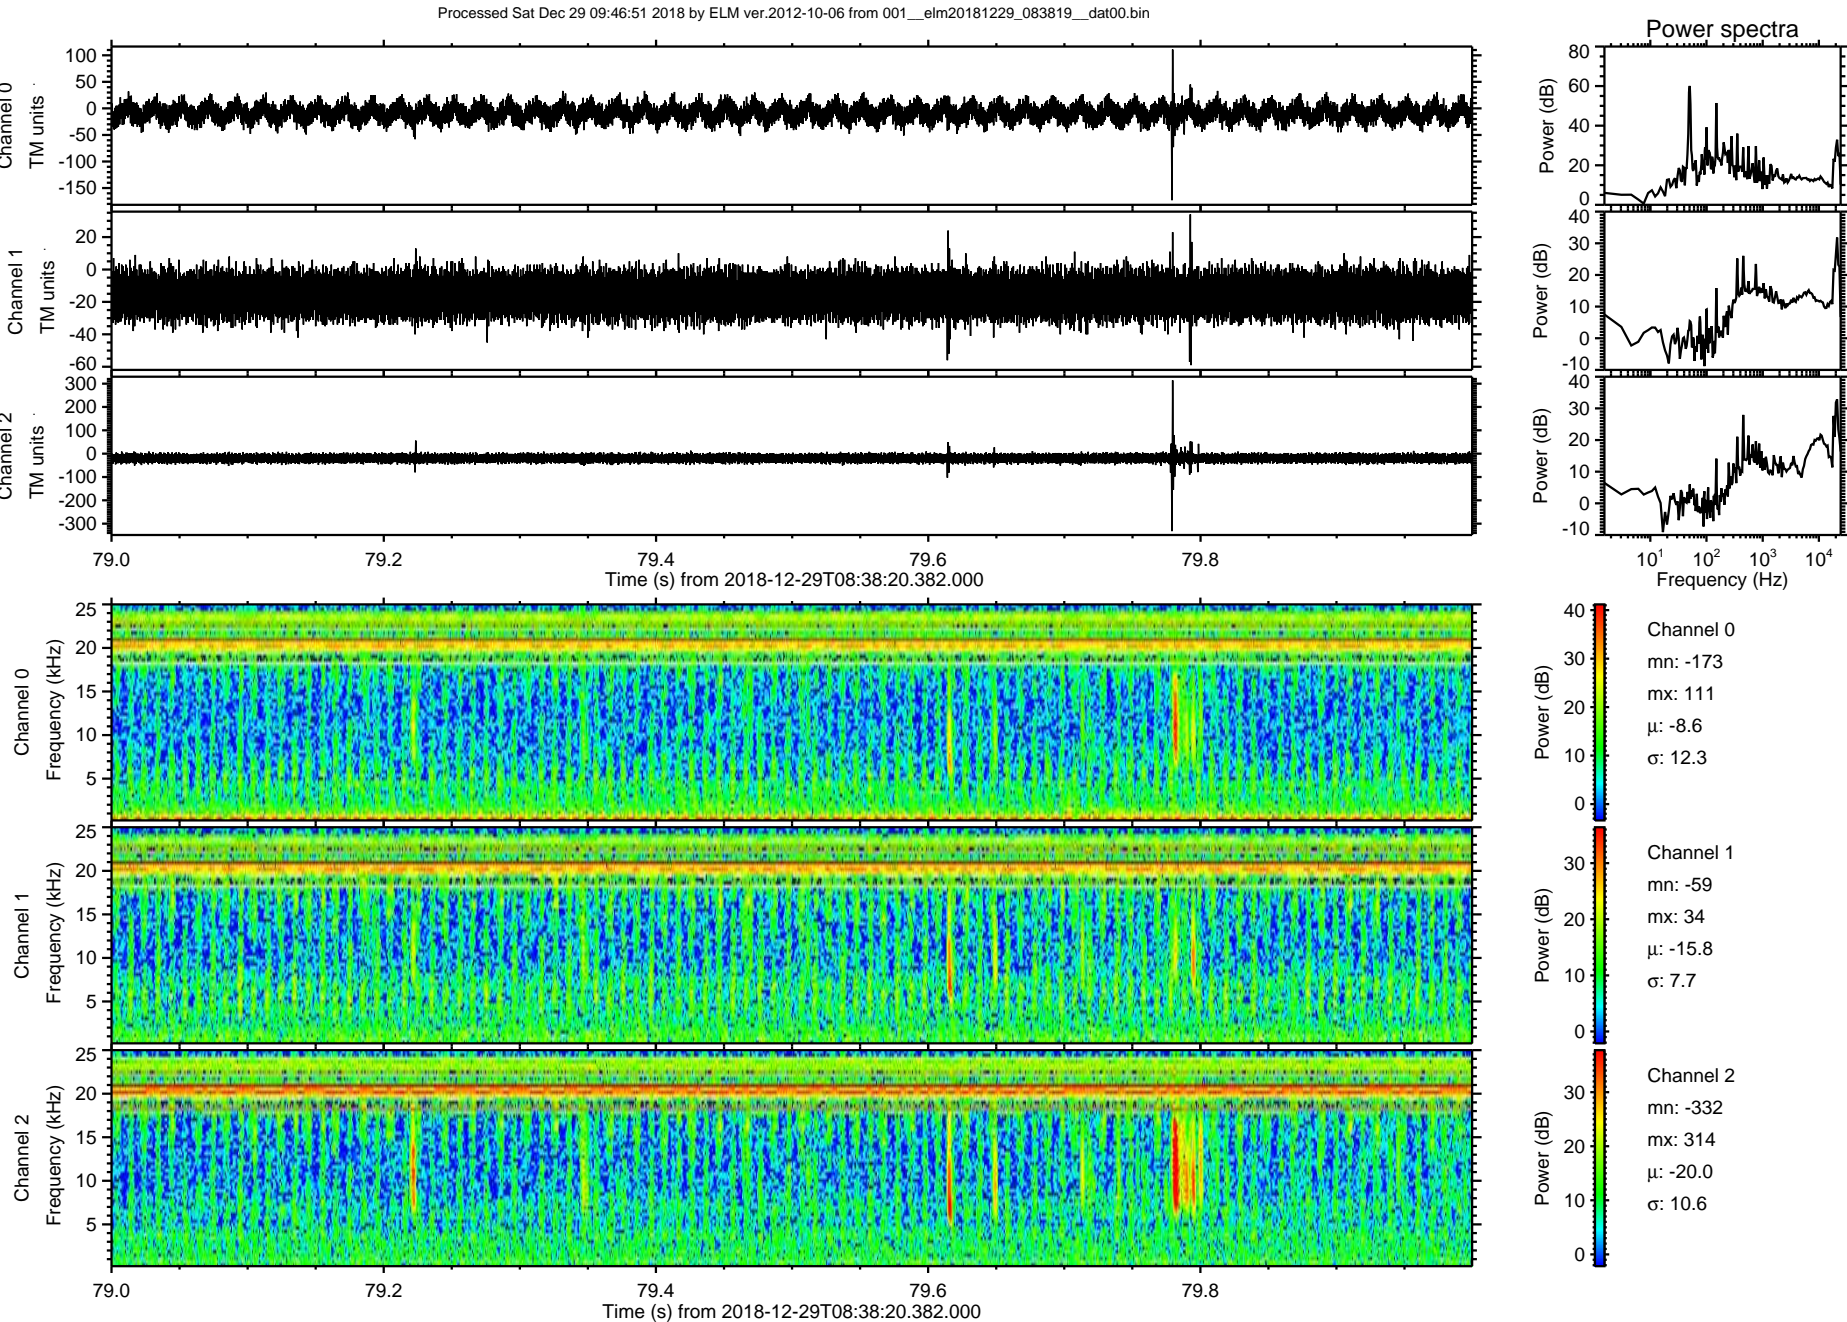 Processed Sat Dec 29 09:46:51 2018 by ELM ver.2012-10-06 from 001__elm20181229_083819__dat00.bin
Power spectra
Channel 0
TM units
100
50
0
-50
-100
-150
Power (dB)
80
60
40
20
0
Channel 1
TM units
20
0
-20
-40
-60
Power (dB)
40
30
20
10
0
-10
Channel 2
TM units
300
200
100
0
-100
-200
-300
Power (dB)
40
30
20
10
0
-10
79.0 79.2 79.4 79.6 79.8
Time (s) from 2018-12-29T08:38:20.382.000
10^1 10^2 10^3 10^4
Frequency (Hz)
Channel 0
Frequency (kHz)
25
20
15
10
5
Power (dB)
40
30
20
10
0
Channel 0
mn: -173
mx: 111
μ: -8.6
σ: 12.3
Channel 1
Frequency (kHz)
25
20
15
10
5
Power (dB)
30
20
10
0
Channel 1
mn: -59
mx: 34
μ: -15.8
σ: 7.7
Channel 2
Frequency (kHz)
25
20
15
10
5
Power (dB)
30
20
10
0
Channel 2
mn: -332
mx: 314
μ: -20.0
σ: 10.6
79.0 79.2 79.4 79.6 79.8
Time (s) from 2018-12-29T08:38:20.382.000